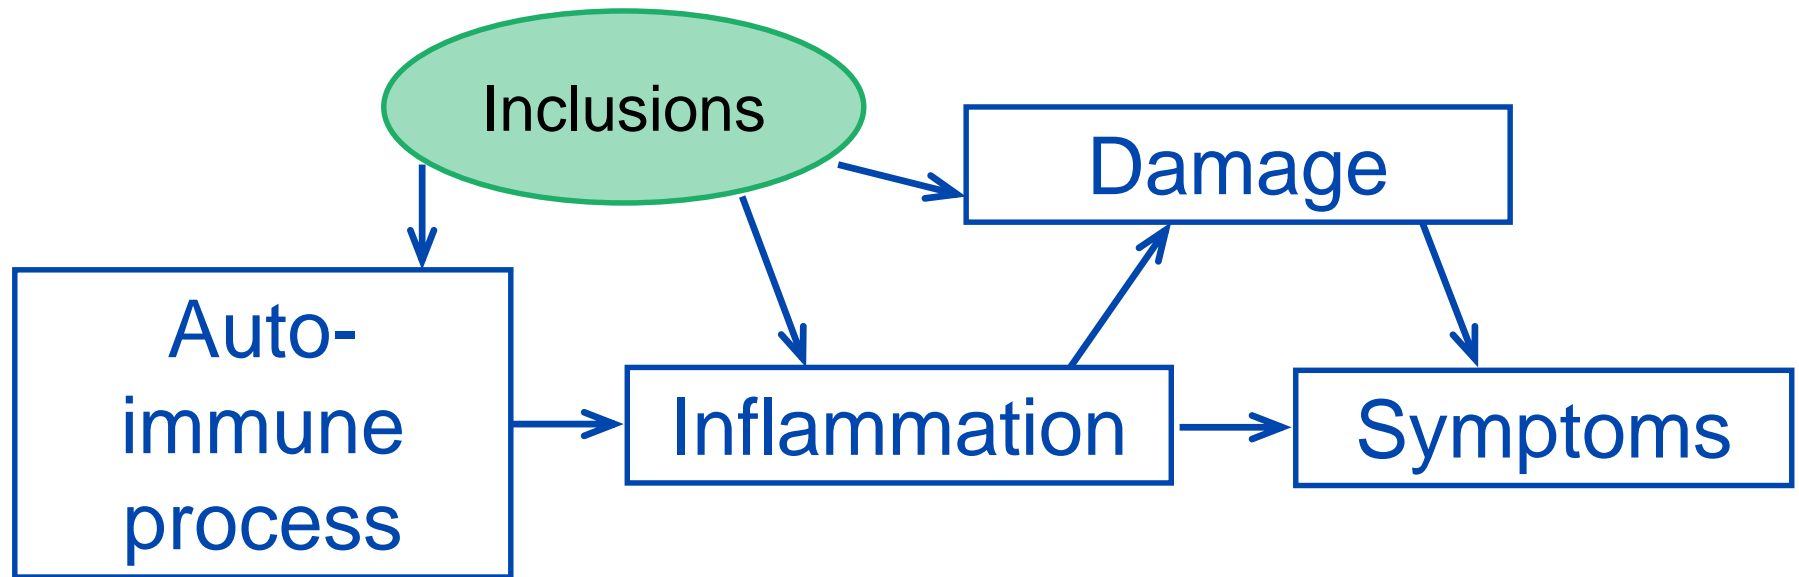 Inclusions
Damage
Auto-
immune
process
Inflammation
Symptoms